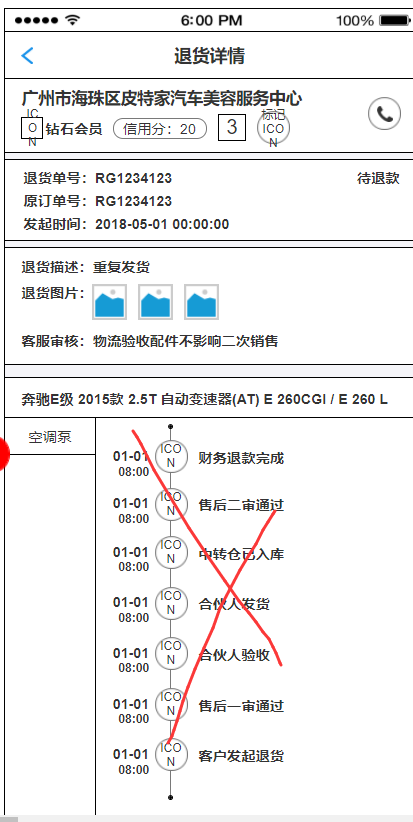 6:00 PM 100%
退货详情
广州市海珠区皮特家汽车美容服务中心
ICON 钻石会员 信用分：20 3 标记ICON
退货单号：RG1234123 待退款
原订单号：RG1234123
发起时间：2018-05-01 00:00:00
退货描述：重复发货
退货图片：
客服审核：物流验收配件不影响二次销售
奔驰E级 2015款 2.5T 自动变速器(AT) E 260CGI / E 260 L
空调泵
01-01 08:00 ICON 财务退款完成
01-01 08:00 ICON 售后二审通过
01-01 08:00 ICON 中转仓已入库
01-01 08:00 ICON 合伙人发货
01-01 08:00 ICON 合伙人验收
01-01 08:00 ICON 售后一审通过
01-01 08:00 ICON 客户发起退货